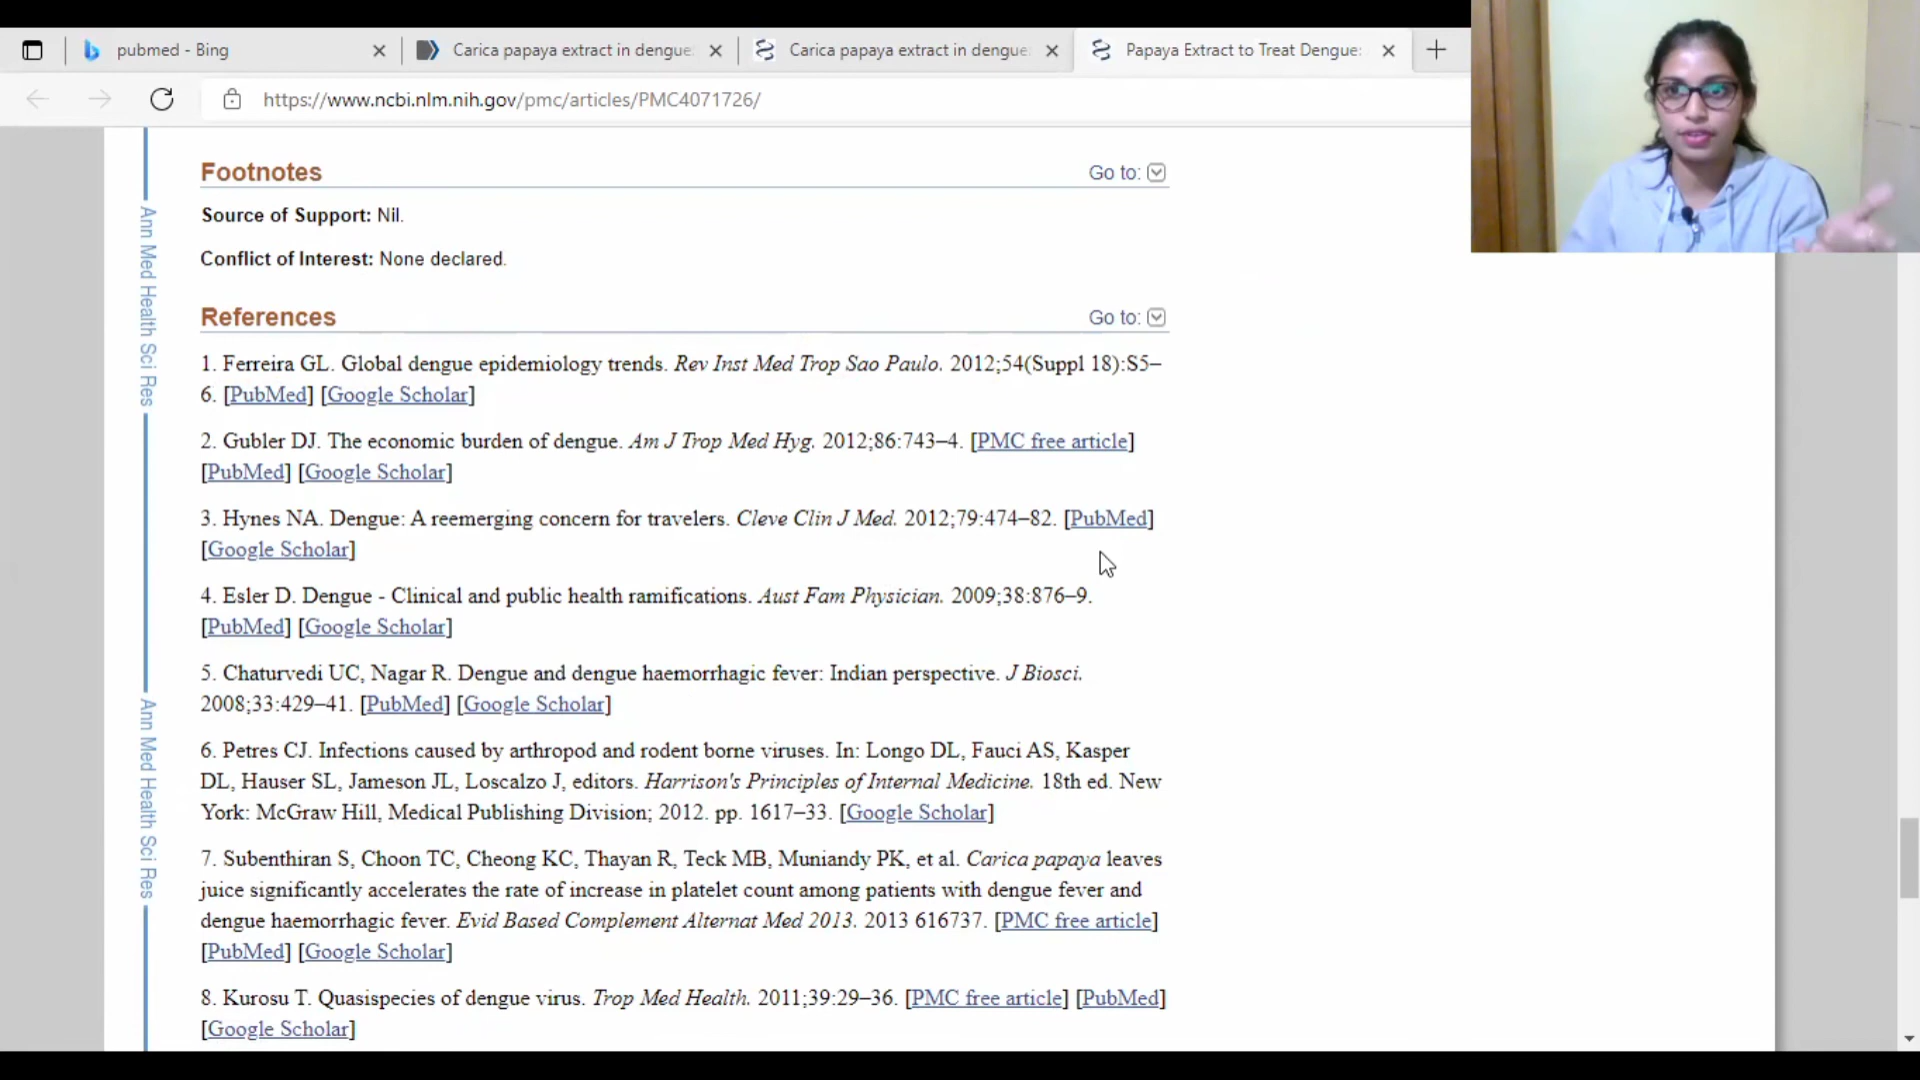 pubmed - Bing
Carica papaya extract in dengue:
Carica papaya extract in dengue:
Papaya Extract to Treat Dengue:
https://www.ncbi.nlm.nih.gov/pmc/articles/PMC4071726/
Ann Med Health Sci Res
Ann Med Health Sci Res
Footnotes
Go to:
Source of Support: Nil.
Conflict of Interest: None declared.
References
Go to:
1. Ferreira GL. Global dengue epidemiology trends. Rev Inst Med Trop Sao Paulo. 2012;54(Suppl 18):S5–
6. [PubMed] [Google Scholar]
2. Gubler DJ. The economic burden of dengue. Am J Trop Med Hyg. 2012;86:743–4. [PMC free article]
[PubMed] [Google Scholar]
3. Hynes NA. Dengue: A reemerging concern for travelers. Cleve Clin J Med. 2012;79:474–82. [PubMed]
[Google Scholar]
4. Esler D. Dengue - Clinical and public health ramifications. Aust Fam Physician. 2009;38:876–9.
[PubMed] [Google Scholar]
5. Chaturvedi UC, Nagar R. Dengue and dengue haemorrhagic fever: Indian perspective. J Biosci.
2008;33:429–41. [PubMed] [Google Scholar]
6. Petres CJ. Infections caused by arthropod and rodent borne viruses. In: Longo DL, Fauci AS, Kasper
DL, Hauser SL, Jameson JL, Loscalzo J, editors. Harrison's Principles of Internal Medicine. 18th ed. New
York: McGraw Hill, Medical Publishing Division; 2012. pp. 1617–33. [Google Scholar]
7. Subenthiran S, Choon TC, Cheong KC, Thayan R, Teck MB, Muniandy PK, et al. Carica papaya leaves
juice significantly accelerates the rate of increase in platelet count among patients with dengue fever and
dengue haemorrhagic fever. Evid Based Complement Alternat Med 2013. 2013 616737. [PMC free article]
[PubMed] [Google Scholar]
8. Kurosu T. Quasispecies of dengue virus. Trop Med Health. 2011;39:29–36. [PMC free article] [PubMed]
[Google Scholar]